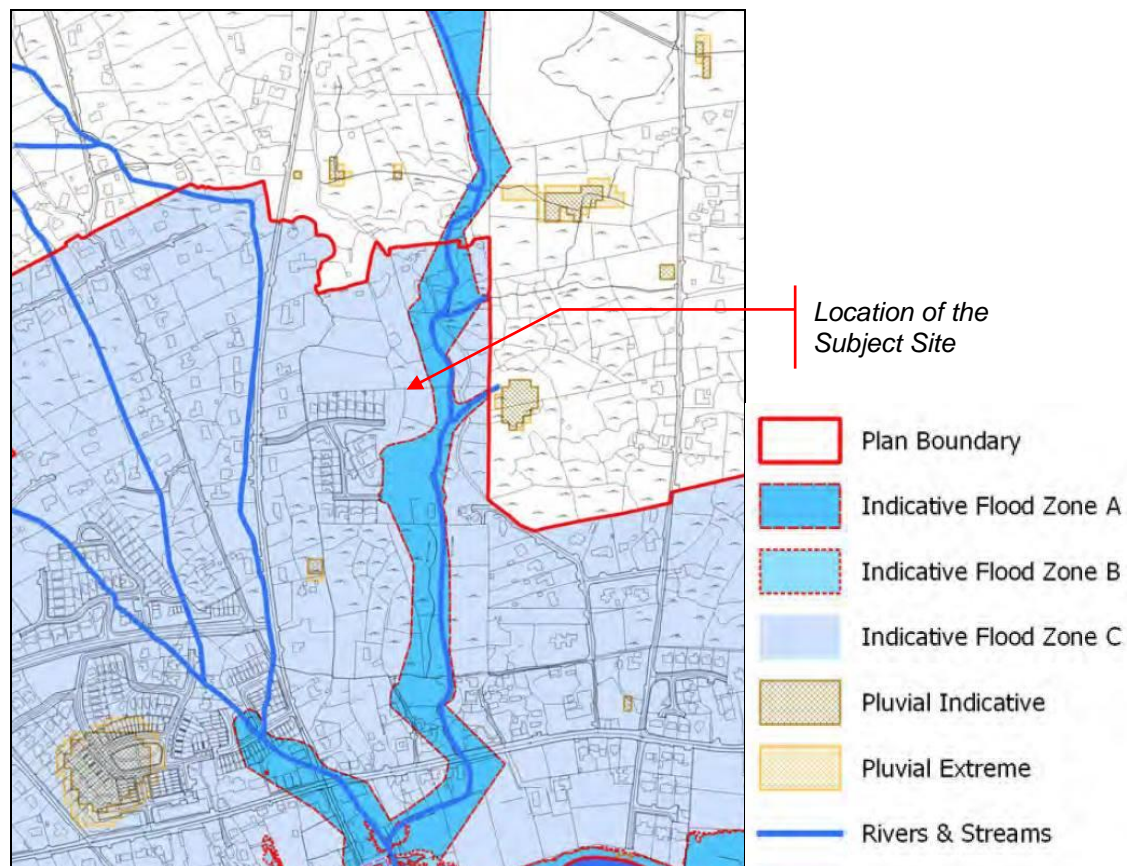 Location of the
Subject Site
Plan Boundary
Indicative Flood Zone A
Indicative Flood Zone B
Indicative Flood Zone C
Pluvial Indicative
Pluvial Extreme
Rivers & Streams